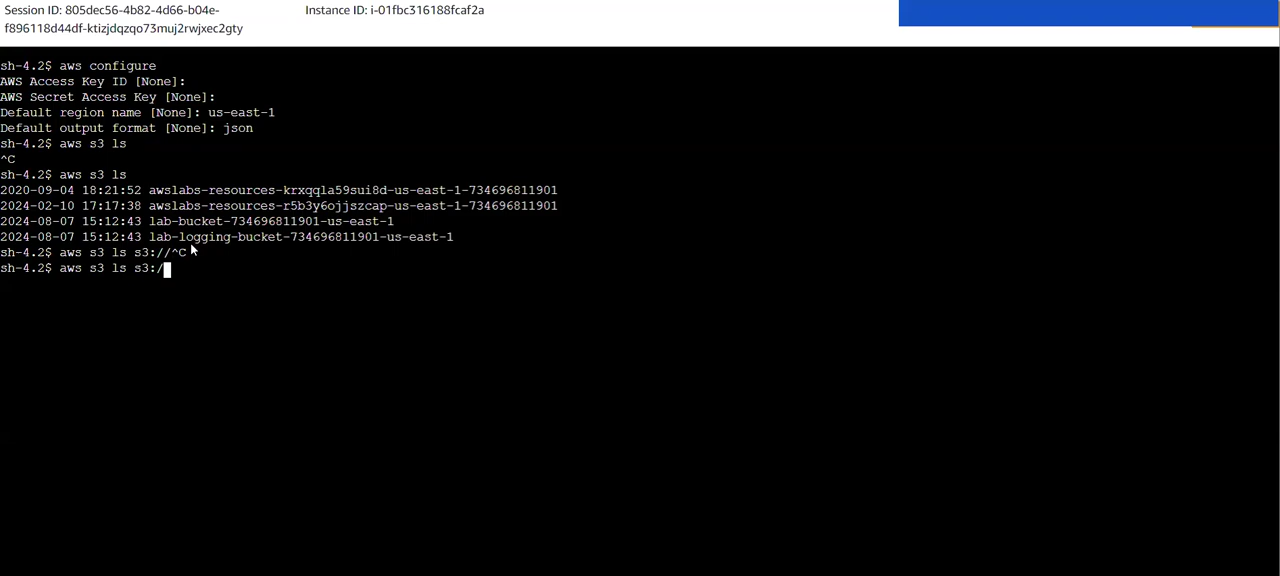 Session ID: 805dec56-4b82-4d66-b04e-
f896118d44df-ktizjdqzqo73muj2rwjxec2gty
Instance ID: i-01fbc316188fcaf2a
sh-4.2$ aws configure
AWS Access Key ID [None]:
AWS Secret Access Key [None]:
Default region name [None]: us-east-1
Default output format [None]: json
sh-4.2$ aws s3 ls
^C
sh-4.2$ aws s3 ls
2020-09-04 18:21:52 awslabs-resources-krxqqla59sui8d-us-east-1-734696811901
2024-02-10 17:17:38 awslabs-resources-r5b3y6ojjszcap-us-east-1-734696811901
2024-08-07 15:12:43 lab-bucket-734696811901-us-east-1
2024-08-07 15:12:43 lab-logging-bucket-734696811901-us-east-1
sh-4.2$ aws s3 ls s3://^C
sh-4.2$ aws s3 ls s3:/